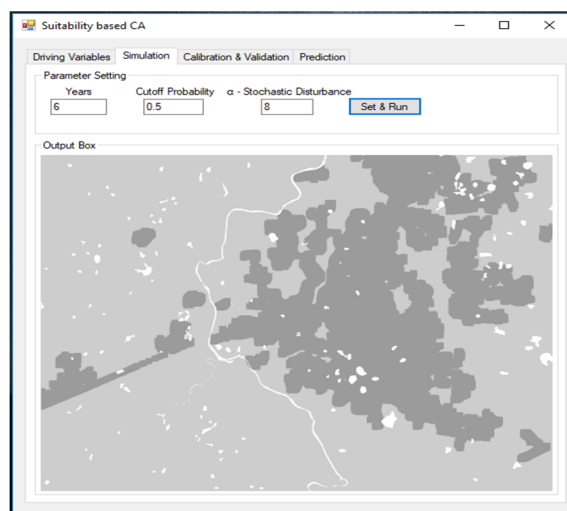 Suitability based CA
Driving Variables Simulation Calibration & Validation Prediction
Parameter Setting
Years Cutoff Probability α - Stochastic Disturbance
6 0.5 8 Set & Run
Output Box